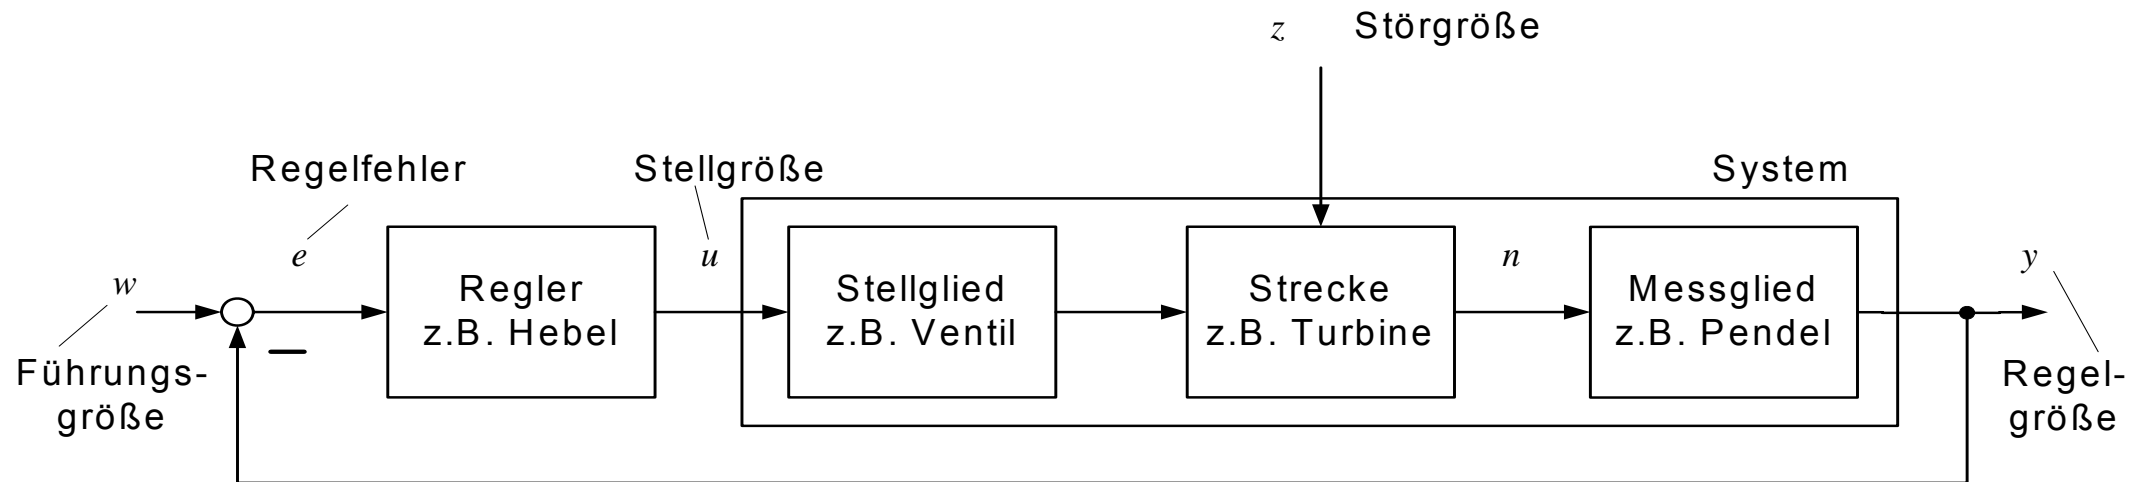 z Störgröße
Regelfehler Stellgröße System
e u n y
w
Regler
z.B. Hebel
Stellglied
z.B. Ventil
Strecke
z.B. Turbine
Messglied
z.B. Pendel
–
Führungs-
größe
Regel-
größe